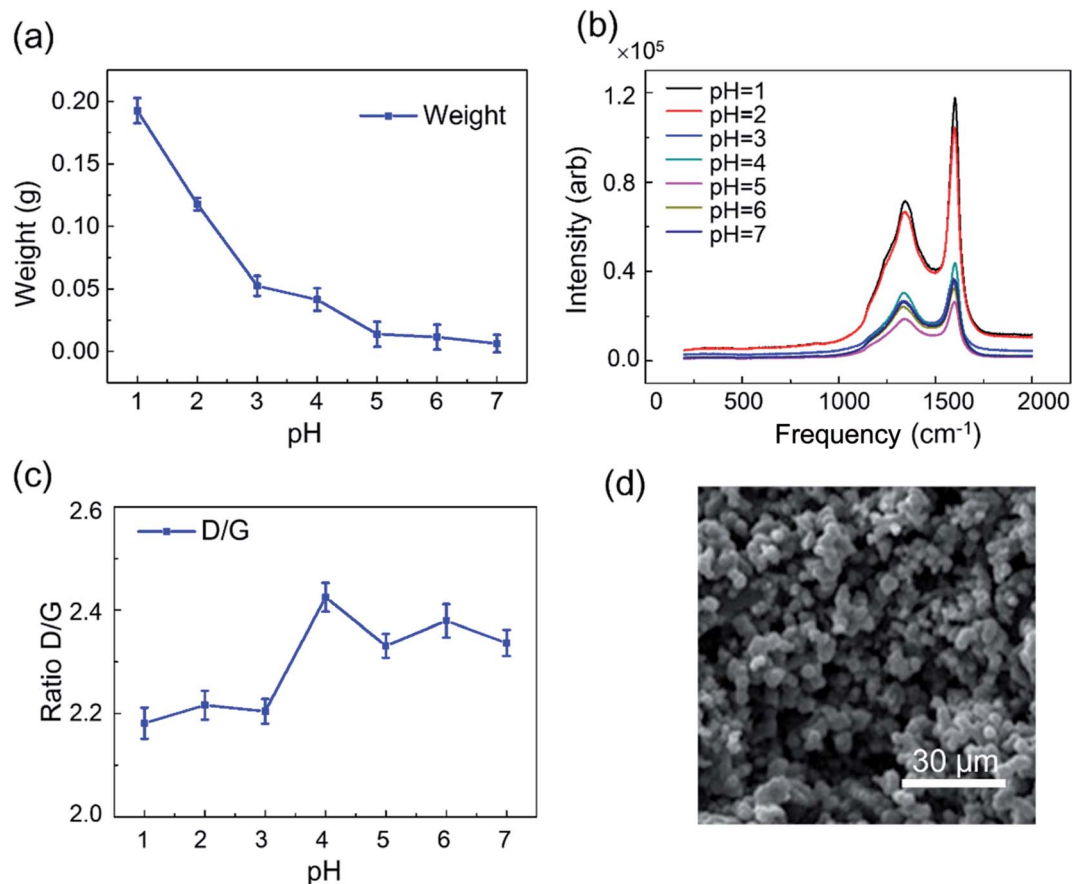 (a)
Weight (g)
0.20
0.15
0.10
0.05
0.00
Weight
1 2 3 4 5 6 7
pH
(b)
×10⁵
Intensity (arb)
1.2
0.8
0.4
0.0
pH=1
pH=2
pH=3
pH=4
pH=5
pH=6
pH=7
0 500 1000 1500 2000
Frequency (cm⁻¹)
(c)
Ratio D/G
2.6
2.4
2.2
2.0
D/G
1 2 3 4 5 6 7
pH
(d)
30 μm